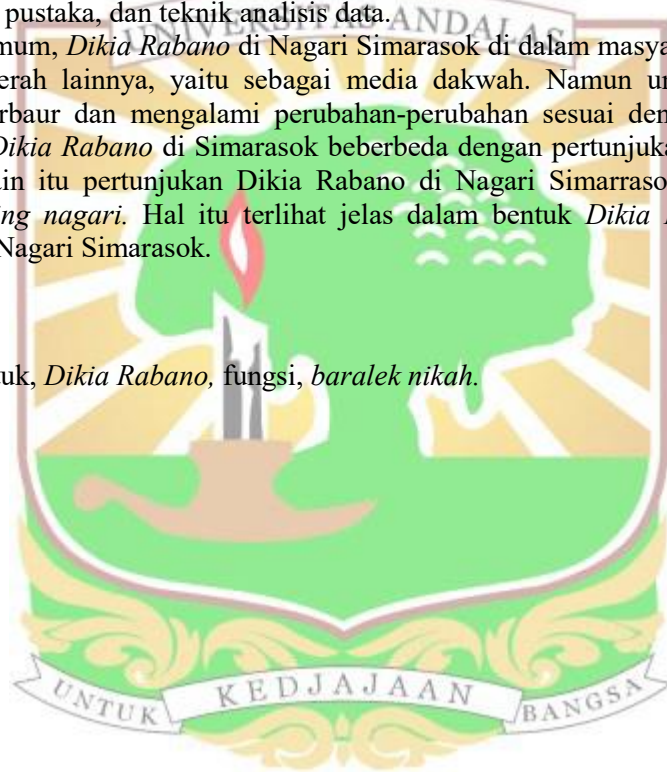 pustaka, dan teknik analisis data.
UNIVERSITAS ANDALAS
mum, Dikia Rabano di Nagari Simarasok di dalam masya
erah lainnya, yaitu sebagai media dakwah. Namun un
rbaur dan mengalami perubahan-perubahan sesuai den
Dikia Rabano di Simarasok beberbeda dengan pertunjuka
in itu pertunjukan Dikia Rabano di Nagari Simarraso
ng nagari. Hal itu terlihat jelas dalam bentuk Dikia
Nagari Simarasok.
tuk, Dikia Rabano, fungsi, baralek nikah.
UNTUK KEDJAJAAN BANGSA